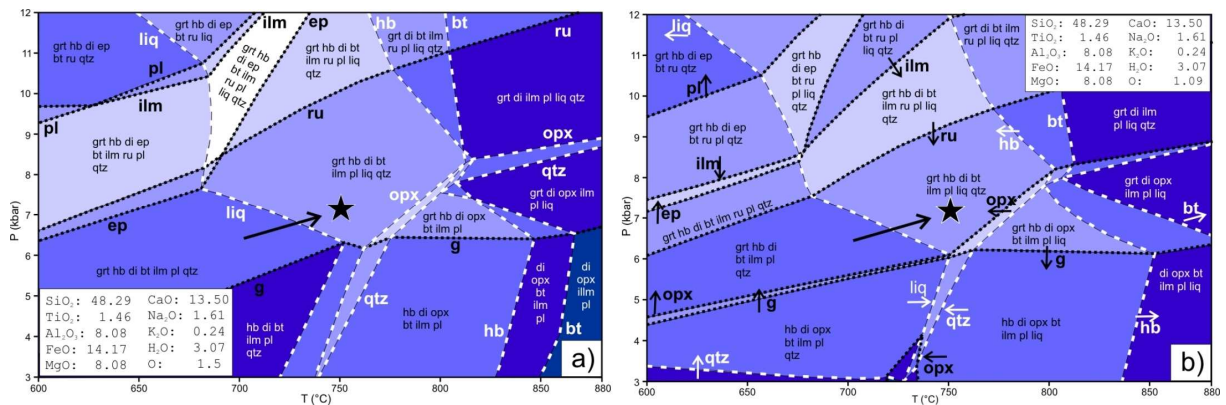 grt hb di ep
bt ru liq
ilm
ep
grt hb di ep
bt ru qtz
liq
pl
grt hb
di ep
bt ilm
ru pl
liq qtz
grt hb di bt
ilm ru pl
liq qtz
hb
grt di bt ilm
ru pl liq qtz
bt
ru
pl
ilm
ru
grt di ilm pl liq qtz
grt hb di ep
bt ilm ru pl
qtz
grt hb di bt
ilm pl liq qtz
opx
qtz
opx
ep
liq
grt di opx ilm
pl liq
grt hb di opx
bt ilm pl
g
grt hb di bt ilm pl qtz
g
di
opx
bt
ilm
pl
di
opx
illm
pl
qtz
hb di bt
ilm pl
qtz
hb di opx
bt ilm pl
hb
bt
SiO2: 48.29 CaO: 13.50
TiO2: 1.46 Na2O: 1.61
Al2O3: 8.08 K2O: 0.24
FeO: 14.17 H2O: 3.07
MgO: 8.08 O: 1.5
a)
P (kbar)
12
11
10
9
8
7
6
5
4
3
600 650 700 750 800 880
T (°C)
liq
grt hb di ep
bt ru qtz
pl
grt hb di ep
bt ru pl
liq qtz
grt hb di
bt ru pl
liq qtz
ilm
grt di bt ilm
ru pl liq qtz
SiO2: 48.29 CaO: 13.50
TiO2: 1.46 Na2O: 1.61
Al2O3: 8.08 K2O: 0.24
FeO: 14.17 H2O: 3.07
MgO: 8.08 O: 1.09
grt hb di ep
bt ru pl
qtz
grt hb di bt
ilm ru pl liq
qtz
ru
hb
bt
grt di ilm
pl liq qtz
ilm
ep
grt hb di bt ilm ru pl qtz
grt hb di bt
ilm pl liq qtz
opx
grt di opx
ilm pl liq
bt
grt hb di opx
bt ilm pl liq
g
grt hb di
bt ilm pl qtz
opx
g
liq
qtz
di opx bt
ilm pl liq
hb
hb di opx bt
ilm pl liq
hb di opx
bt ilm pl
qtz
opx
qtz
b)
P (kbar)
12
11
10
9
8
7
6
5
4
3
600 650 700 750 800 880
T (°C)